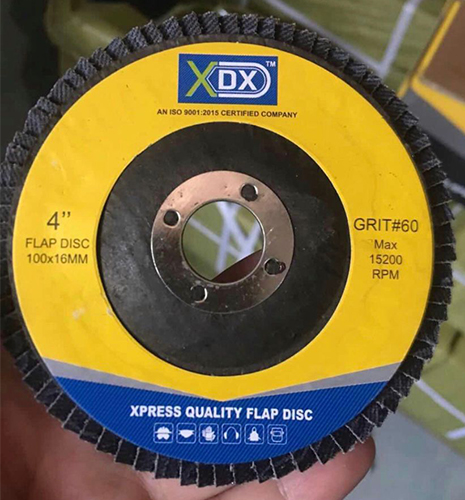 XDX™
AN ISO 9001:2015 CERTIFIED COMPANY
4”
FLAP DISC
100x16MM
GRIT#60
Max
15200
RPM
XPRESS QUALITY FLAP DISC